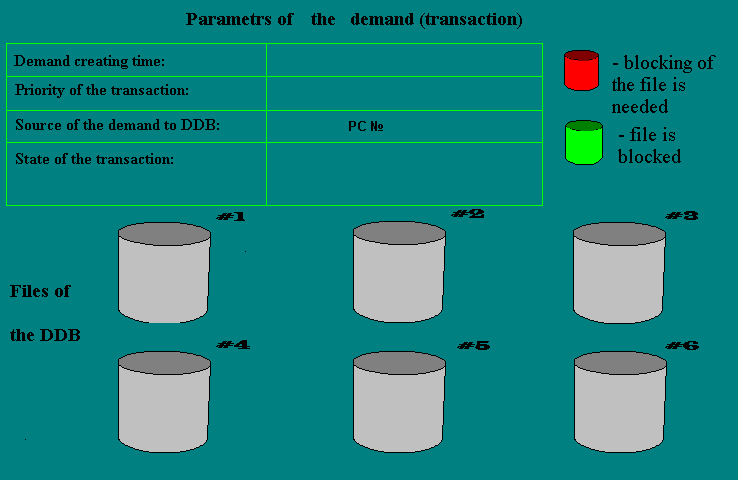 Parametrs of the demand (transaction)
Demand creating time:
Priority of the transaction:
Source of the demand to DDB: PC №
State of the transaction:
- blocking of
the file is
needed
- file is
blocked
#1
#2
#3
Files of
the DDB
#4
#5
#6